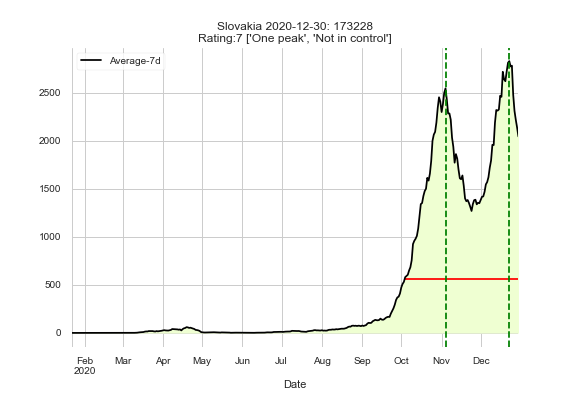 Slovakia 2020-12-30: 173228
Rating:7 ['One peak', 'Not in control']
Average-7d
2500
2000
1500
1000
500
0
Feb Mar Apr May Jun Jul Aug Sep Oct Nov Dec
2020
Date